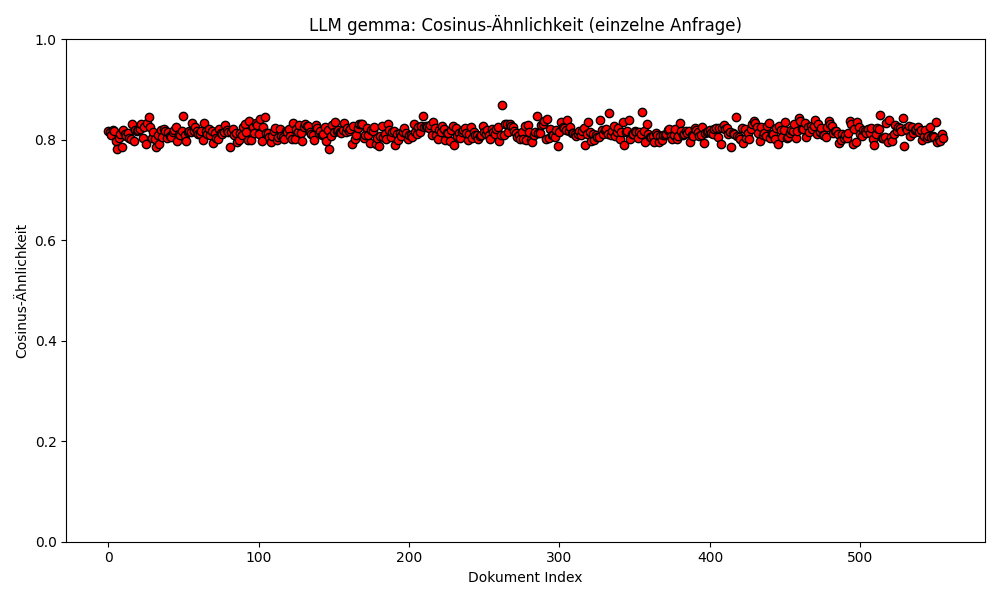 LLM gemma: Cosinus-Ähnlichkeit (einzelne Anfrage)
1.0
0.8
0.6
0.4
0.2
0.0
Cosinus-Ähnlichkeit
0 100 200 300 400 500
Dokument Index